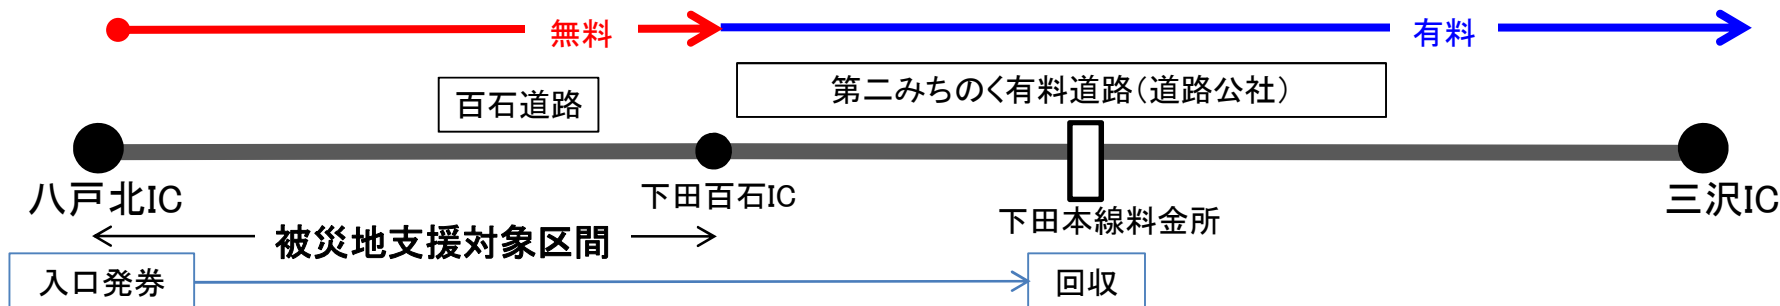 無料
有料
百石道路
第二みちのく有料道路(道路公社)
八戸北IC
下田百石IC
下田本線料金所
三沢IC
被災地支援対象区間
入口発券
回収